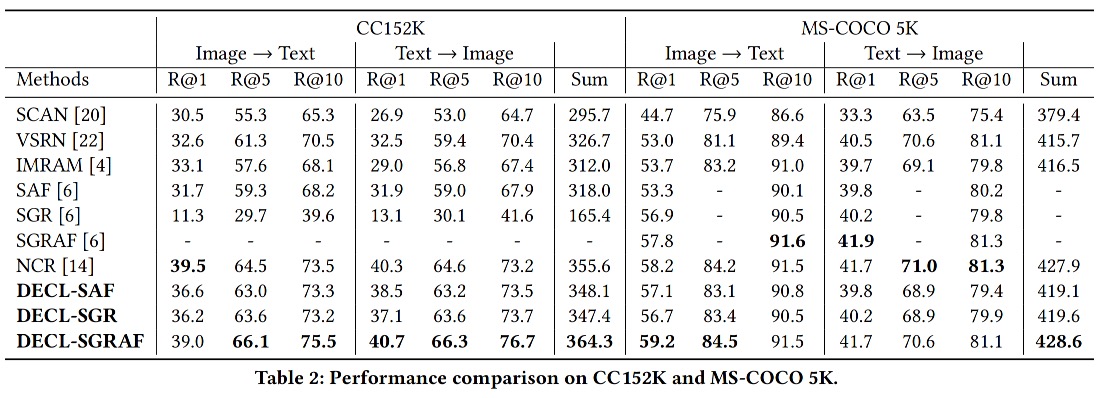 CC152K MS-COCO 5K
Image → Text Text → Image Image → Text Text → Image
Methods R@1 R@5 R@10 R@1 R@5 R@10 Sum R@1 R@5 R@10 R@1 R@5 R@10 Sum
SCAN [20] 30.5 55.3 65.3 26.9 53.0 64.7 295.7 44.7 75.9 86.6 33.3 63.5 75.4 379.4
VSRN [22] 32.6 61.3 70.5 32.5 59.4 70.4 326.7 53.0 81.1 89.4 40.5 70.6 81.1 415.7
IMRAM [4] 33.1 57.6 68.1 29.0 56.8 67.4 312.0 53.7 83.2 91.0 39.7 69.1 79.8 416.5
SAF [6] 31.7 59.3 68.2 31.9 59.0 67.9 318.0 53.3 - 90.1 39.8 - 80.2 -
SGR [6] 11.3 29.7 39.6 13.1 30.1 41.6 165.4 56.9 - 90.5 40.2 - 79.8 -
SGRAF [6] - - - - - - - 57.8 - 91.6 41.9 - 81.3 -
NCR [14] 39.5 64.5 73.5 40.3 64.6 73.2 355.6 58.2 84.2 91.5 41.7 71.0 81.3 427.9
DECL-SAF 36.6 63.0 73.3 38.5 63.2 73.5 348.1 57.1 83.1 90.8 39.8 68.9 79.4 419.1
DECL-SGR 36.2 63.6 73.2 37.1 63.6 73.7 347.4 56.7 83.4 90.5 40.2 68.9 79.9 419.6
DECL-SGRAF 39.0 66.1 75.5 40.7 66.3 76.7 364.3 59.2 84.5 91.5 41.7 70.6 81.1 428.6
Table 2: Performance comparison on CC152K and MS-COCO 5K.